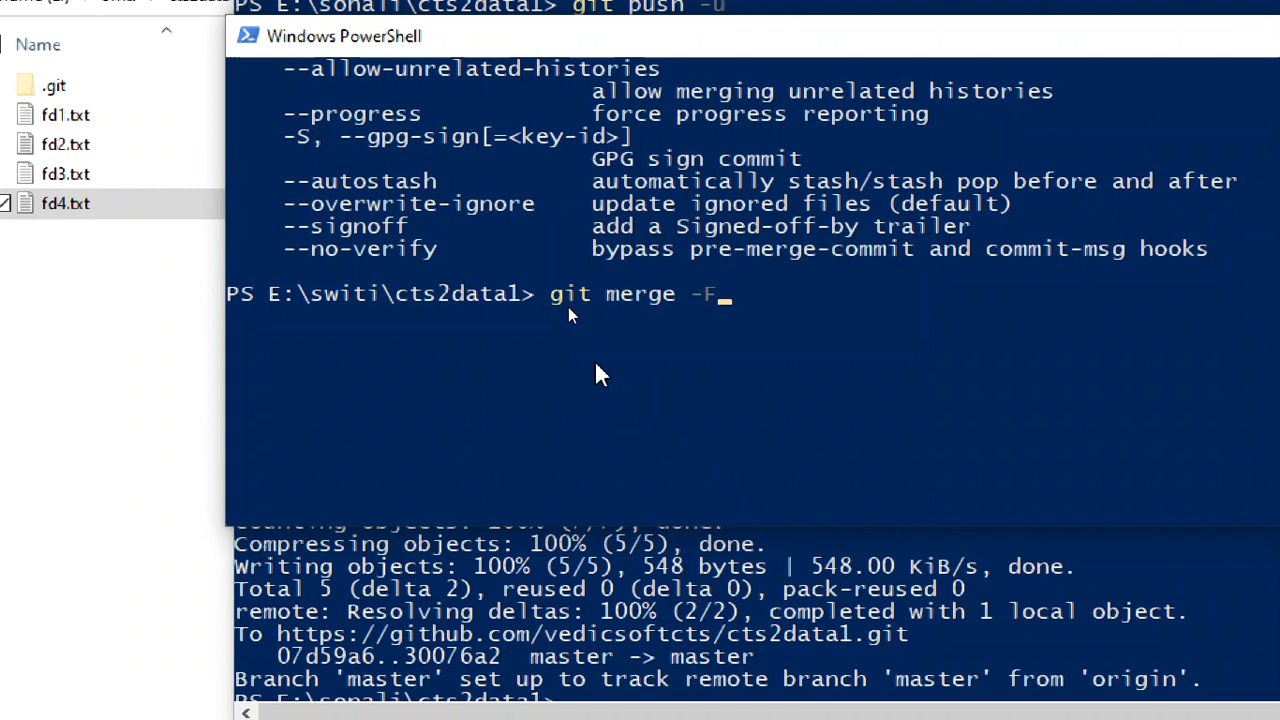 PS E:\sonali\cts2data1> git push -u
Windows PowerShell
Name
.git
fd1.txt
fd2.txt
fd3.txt
fd4.txt
--allow-unrelated-histories
allow merging unrelated histories
--progress force progress reporting
-S, --gpg-sign[=<key-id>]
GPG sign commit
--autostash automatically stash/stash pop before and after
--overwrite-ignore update ignored files (default)
--signoff add a Signed-off-by trailer
--no-verify bypass pre-merge-commit and commit-msg hooks
PS E:\switi\cts2data1> git merge -F
Compressing objects: 100% (5/5), done.
Writing objects: 100% (5/5), 548 bytes | 548.00 KiB/s, done.
Total 5 (delta 2), reused 0 (delta 0), pack-reused 0
remote: Resolving deltas: 100% (2/2), completed with 1 local object.
To https://github.com/vedicsoftcts/cts2data1.git
07d59a6..30076a2 master -> master
Branch 'master' set up to track remote branch 'master' from 'origin'.
PS E:\sonali\cts2data1>